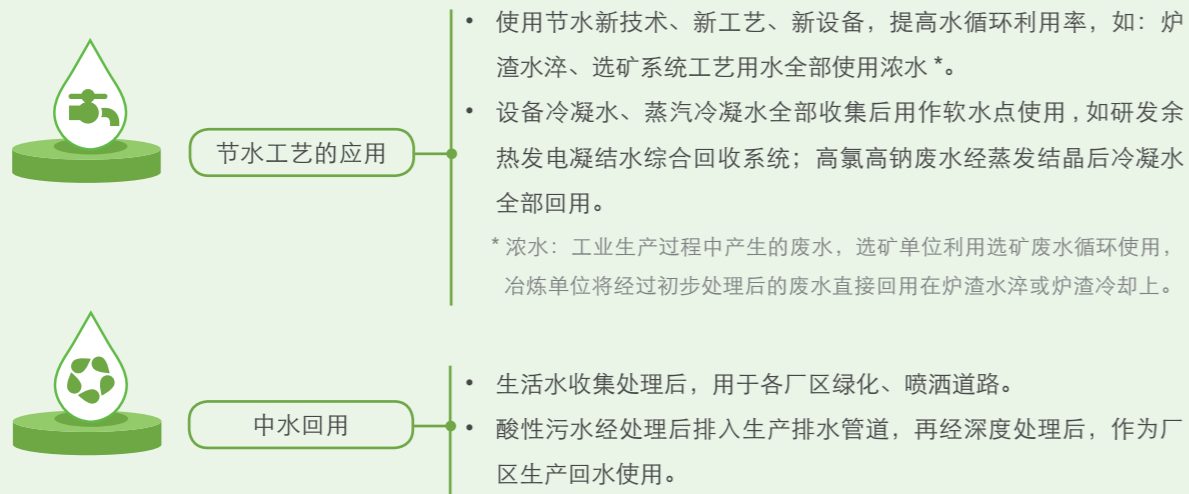 • 使用节水新技术、新工艺、新设备，提高水循环利用率，如：炉
渣水淬、选矿系统工艺用水全部使用浓水 *。
• 设备冷凝水、蒸汽冷凝水全部收集后用作软水点使用 , 如研发余
热发电凝结水综合回收系统；高氯高钠废水经蒸发结晶后冷凝水
全部回用。
* 浓水：工业生产过程中产生的废水，选矿单位利用选矿废水循环使用，
冶炼单位将经过初步处理后的废水直接回用在炉渣水淬或炉渣冷却上。
节水工艺的应用
• 生活水收集处理后，用于各厂区绿化、喷洒道路。
• 酸性污水经处理后排入生产排水管道，再经深度处理后，作为厂
区生产回水使用。
中水回用